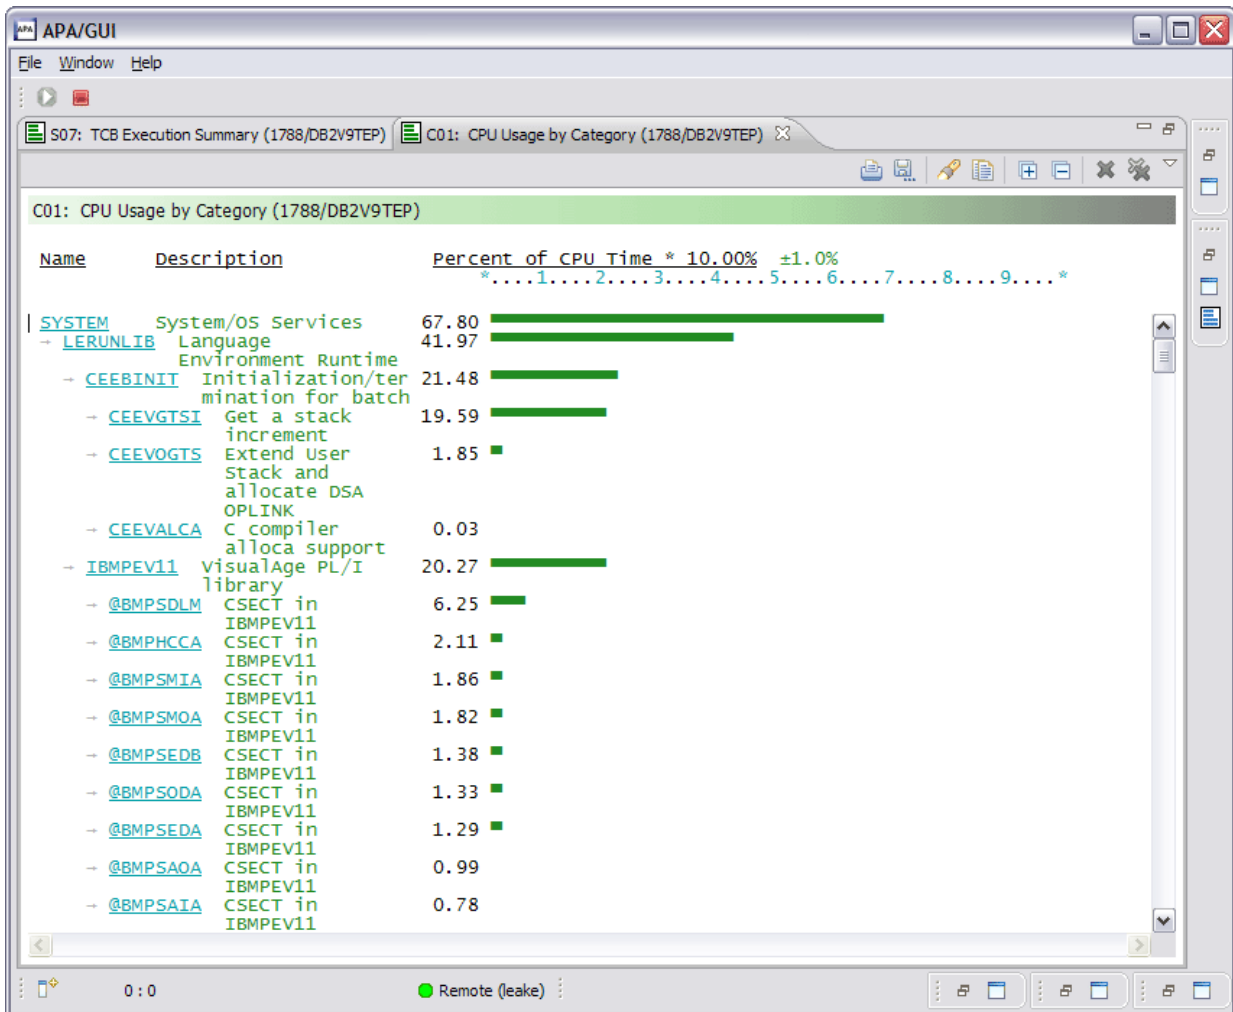 APA APA/GUI
File Window Help
S07: TCB Execution Summary (1788/DB2V9TEP) C01: CPU Usage by Category (1788/DB2V9TEP)
C01: CPU Usage by Category (1788/DB2V9TEP)
Name Description Percent of CPU Time * 10.00% ±1.0%
*....1....2....3....4....5....6....7....8....9....*
SYSTEM System/OS Services 67.80
→ LERUNLIB Language 41.97
Environment Runtime
→ CEEBINIT Initialization/ter 21.48
mination for batch
→ CEEVGTSI Get a stack 19.59
increment
→ CEEVOGTS Extend User 1.85
Stack and
allocate DSA
OPLINK
→ CEEVALCA C compiler 0.03
alloca support
→ IBMPEV11 VisualAge PL/I 20.27
library
→ @BMPSDLM CSECT in 6.25
IBMPEV11
→ @BMPHCCA CSECT in 2.11
IBMPEV11
→ @BMPSMIA CSECT in 1.86
IBMPEV11
→ @BMPSMOA CSECT in 1.82
IBMPEV11
→ @BMPSEDB CSECT in 1.38
IBMPEV11
→ @BMPSODA CSECT in 1.33
IBMPEV11
→ @BMPSEDA CSECT in 1.29
IBMPEV11
→ @BMPSAOA CSECT in 0.99
IBMPEV11
→ @BMPSAIA CSECT in 0.78
IBMPEV11
0 : 0 Remote (leake)